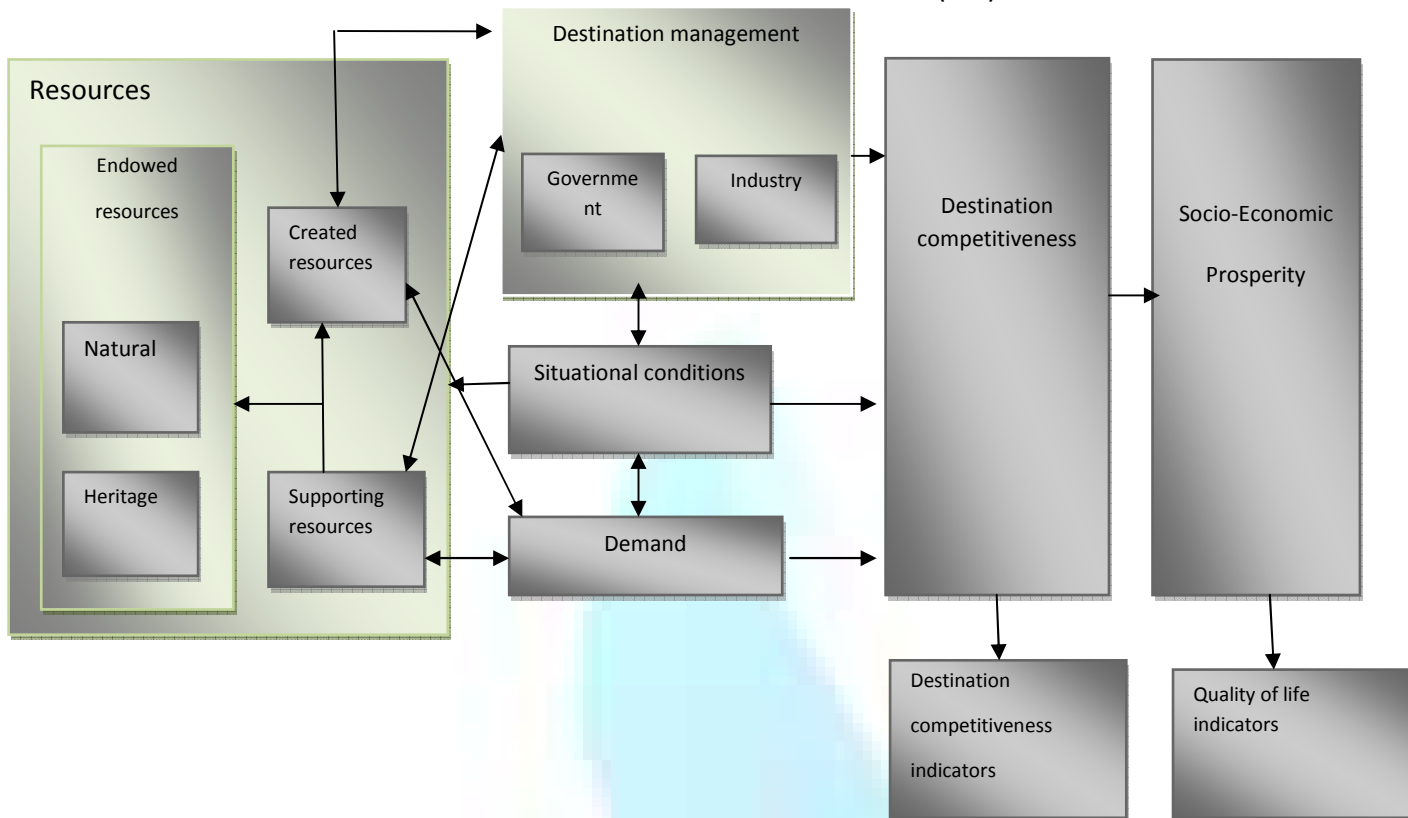 Destination management
Resources
Endowed
resources
Created
resources
Natural
Heritage
Supporting
resources
Governme
nt
Industry
Situational conditions
Demand
Destination
competitiveness
Socio-Economic
Prosperity
Destination
competitiveness
indicators
Quality of life
indicators